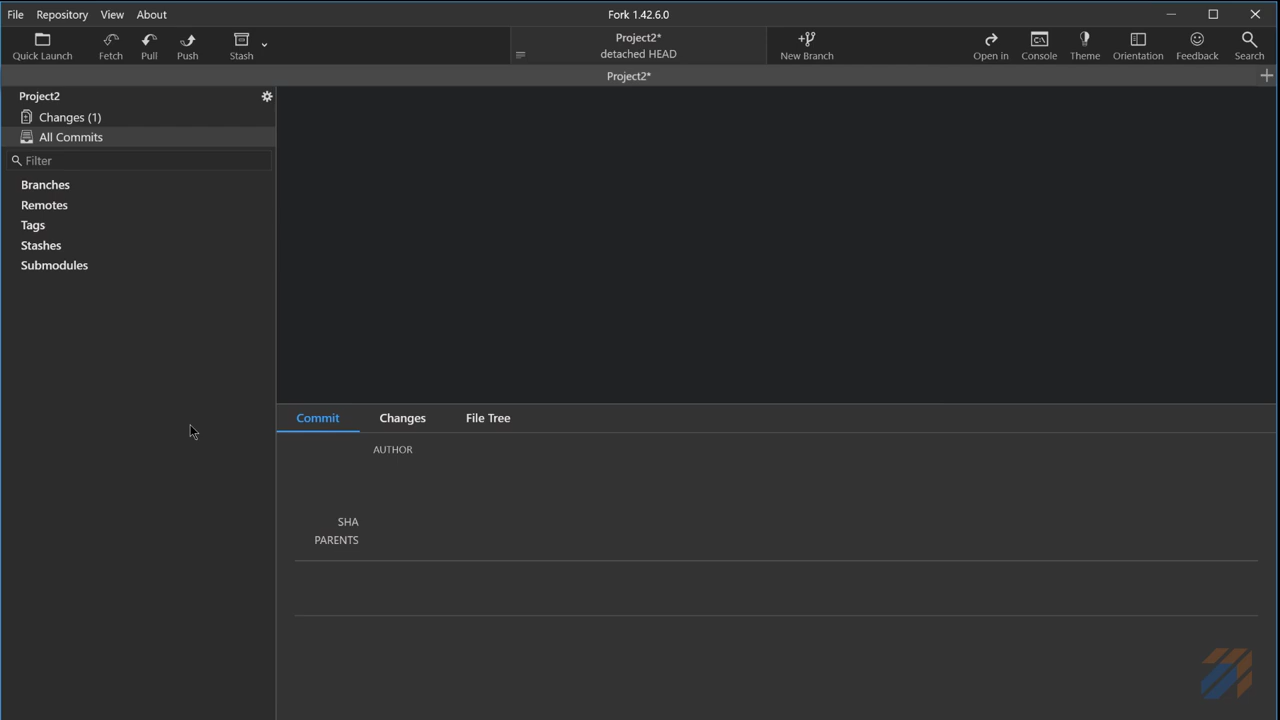 File Repository View About
Fork 1.42.6.0
Quick Launch
Fetch
Pull
Push
Stash
Project2*
detached HEAD
New Branch
Open in
Console
Theme
Orientation
Feedback
Search
Project2*
Project2
Changes (1)
All Commits
Filter
Branches
Remotes
Tags
Stashes
Submodules
Commit
Changes
File Tree
AUTHOR
SHA
PARENTS